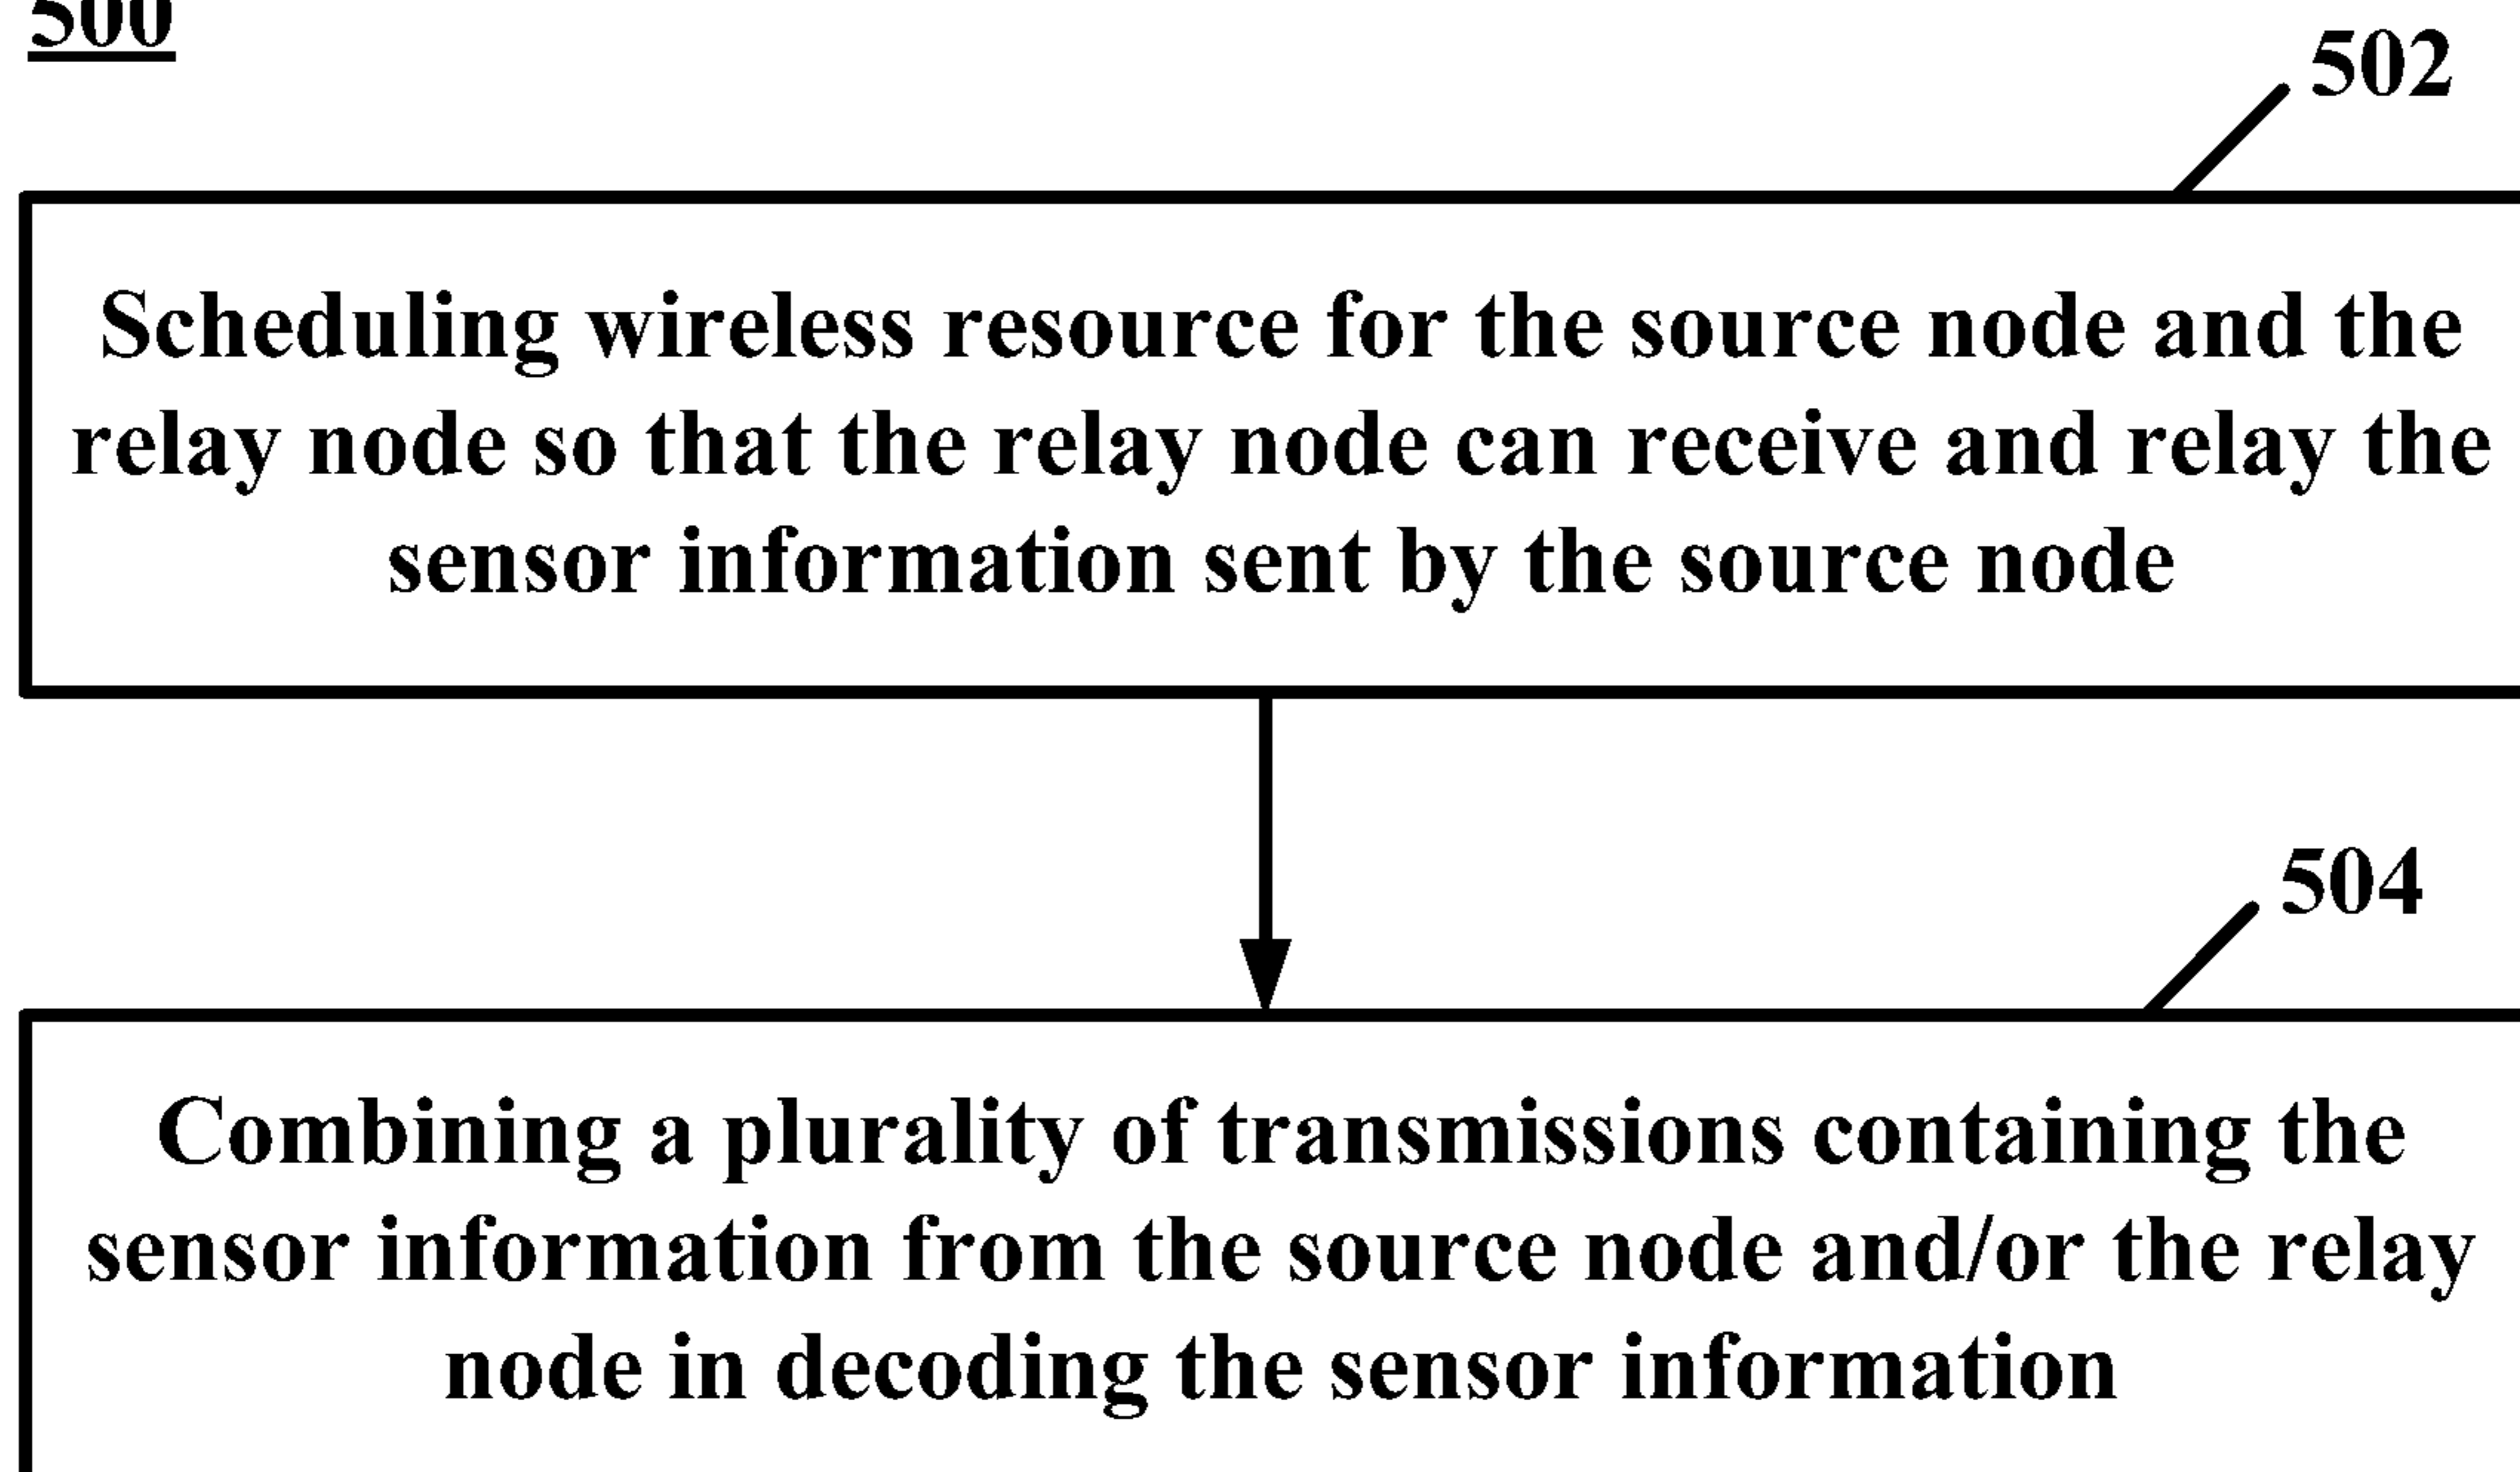 500
502
Scheduling wireless resource for the source node and the
relay node so that the relay node can receive and relay the
sensor information sent by the source node
504
Combining a plurality of transmissions containing the
sensor information from the source node and/or the relay
node in decoding the sensor information